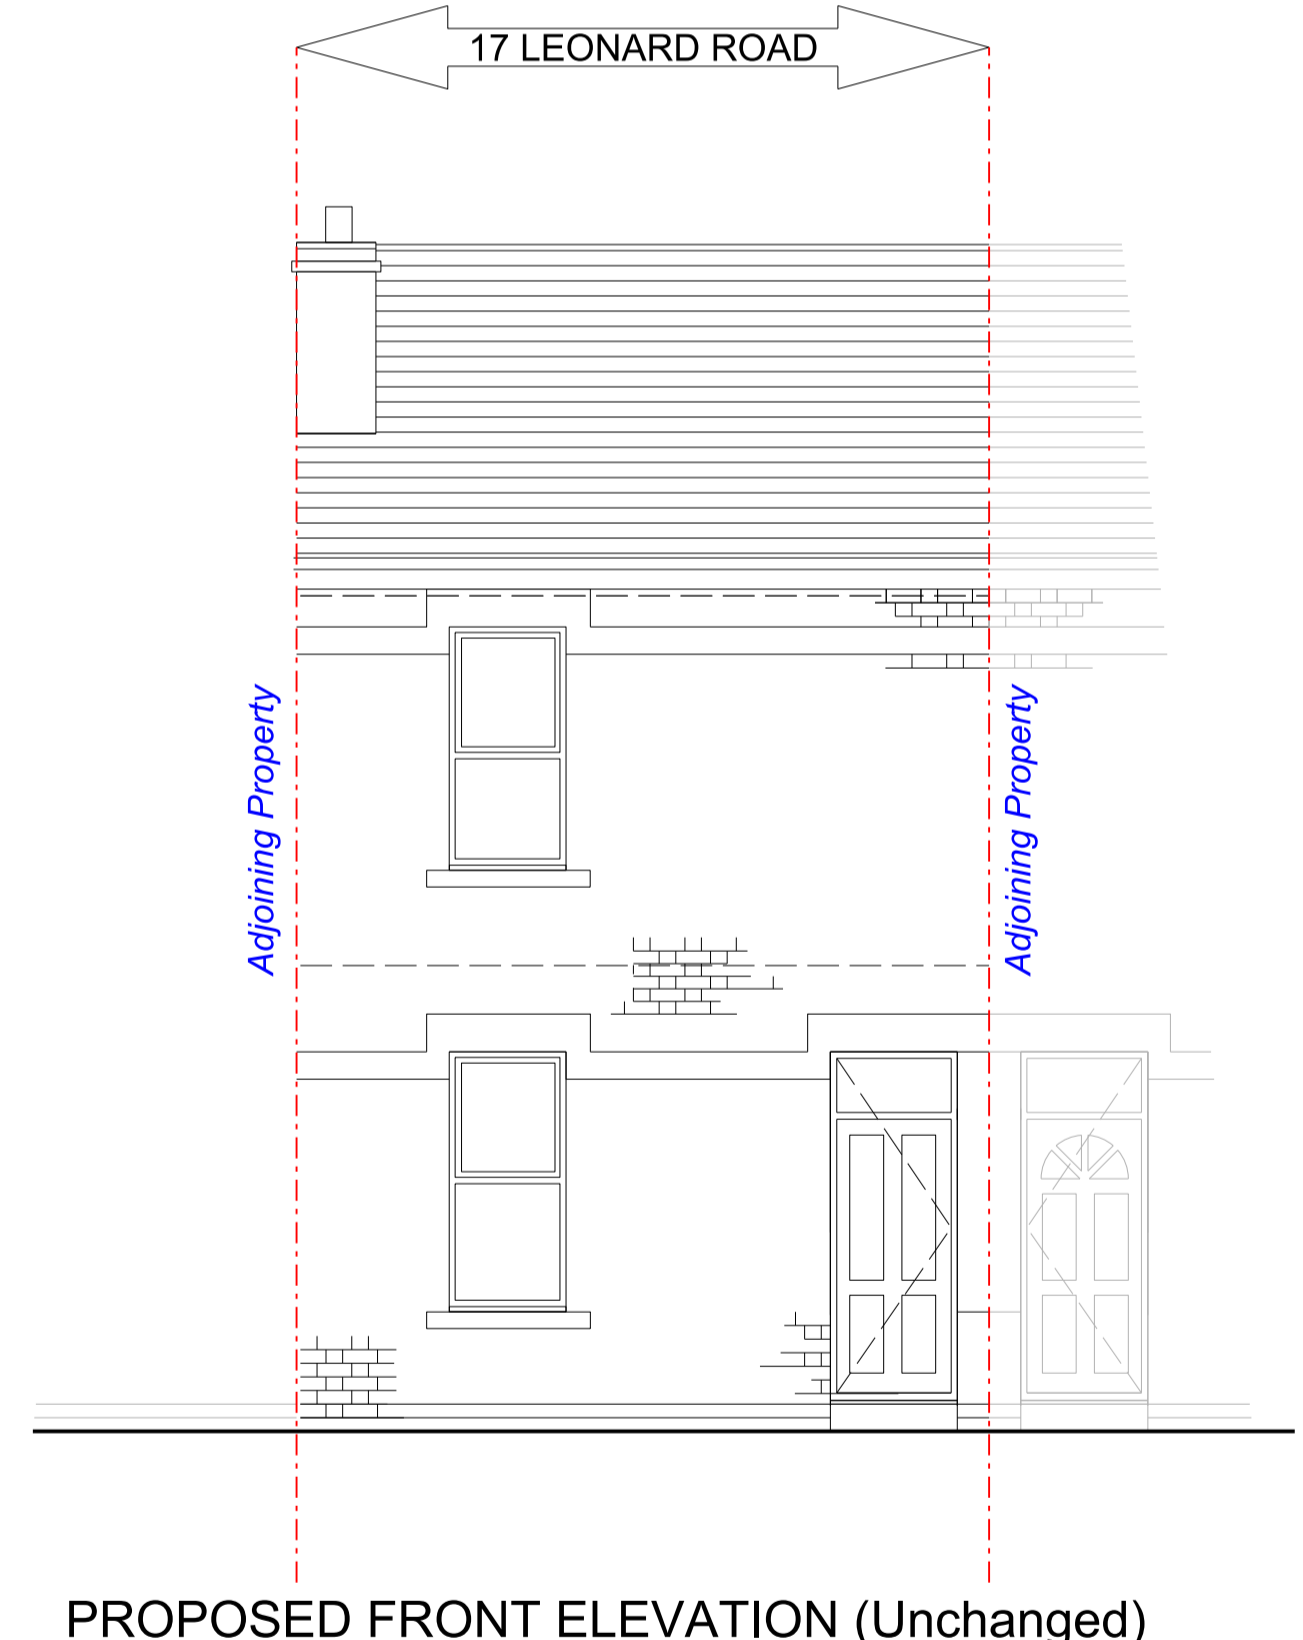 17 LEONARD ROAD
Adjoining Property
Adjoining Property
PROPOSED FRONT ELEVATION (Unchanged)